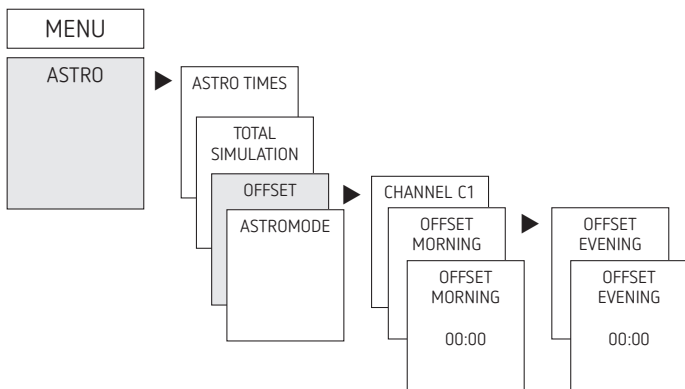 MENU
ASTRO
ASTRO TIMES
TOTAL
SIMULATION
OFFSET
ASTROMODE
CHANNEL C1
OFFSET
MORNING
OFFSET
MORNING
00:00
OFFSET
EVENING
OFFSET
EVENING
00:00